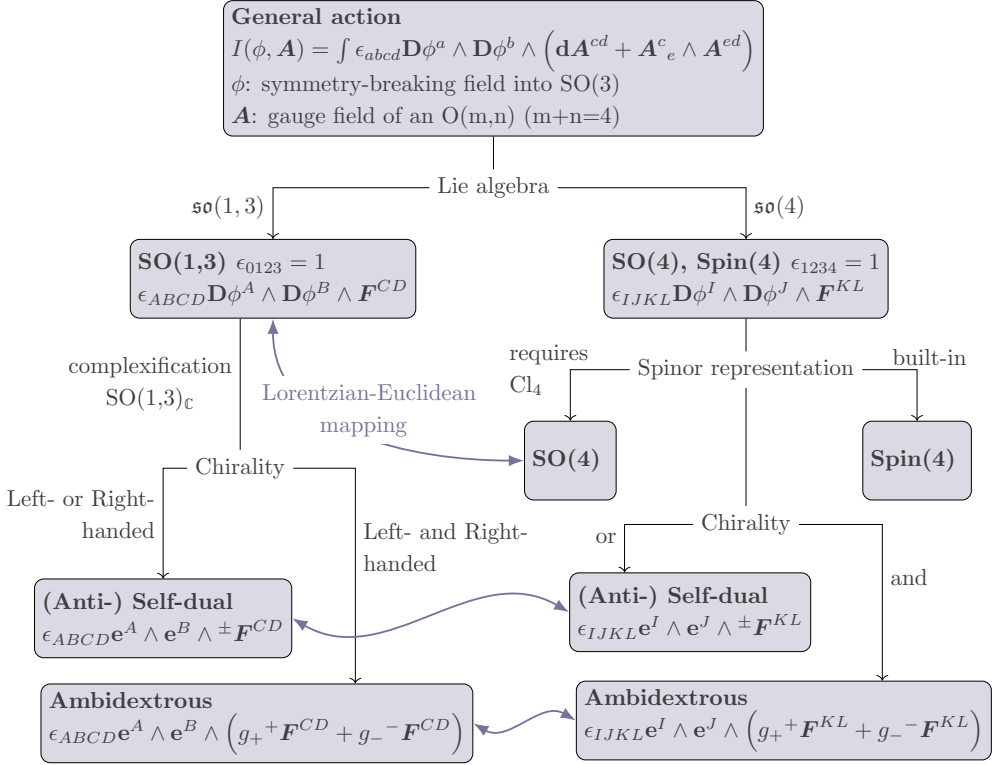 General action
I(ϕ, A) = ∫ ϵ_{abcd}Dϕ^a ∧ Dϕ^b ∧ (dA^{cd} + A^c_e ∧ A^{ed})
ϕ: symmetry-breaking field into SO(3)
A: gauge field of an O(m,n) (m+n=4)
Lie algebra
𝔰𝔬(1, 3)
𝔰𝔬(4)
SO(1,3) ϵ_{0123} = 1
ϵ_{ABCD}Dϕ^A ∧ Dϕ^B ∧ F^{CD}
SO(4), Spin(4) ϵ_{1234} = 1
ϵ_{IJKL}Dϕ^I ∧ Dϕ^J ∧ F^{KL}
complexification
SO(1,3)_ℂ
Lorentzian-Euclidean
mapping
requires
Cl_4
Spinor representation
built-in
SO(4)
Spin(4)
Chirality
Left- or Right-
handed
Left- and Right-
handed
Chirality
or
and
(Anti-) Self-dual
ϵ_{ABCD}e^A ∧ e^B ∧ ^±F^{CD}
(Anti-) Self-dual
ϵ_{IJKL}e^I ∧ e^J ∧ ^±F^{KL}
Ambidextrous
ϵ_{ABCD}e^A ∧ e^B ∧ (g_+ ^+F^{CD} + g_- ^-F^{CD})
Ambidextrous
ϵ_{IJKL}e^I ∧ e^J ∧ (g_+ ^+F^{KL} + g_- ^-F^{KL})